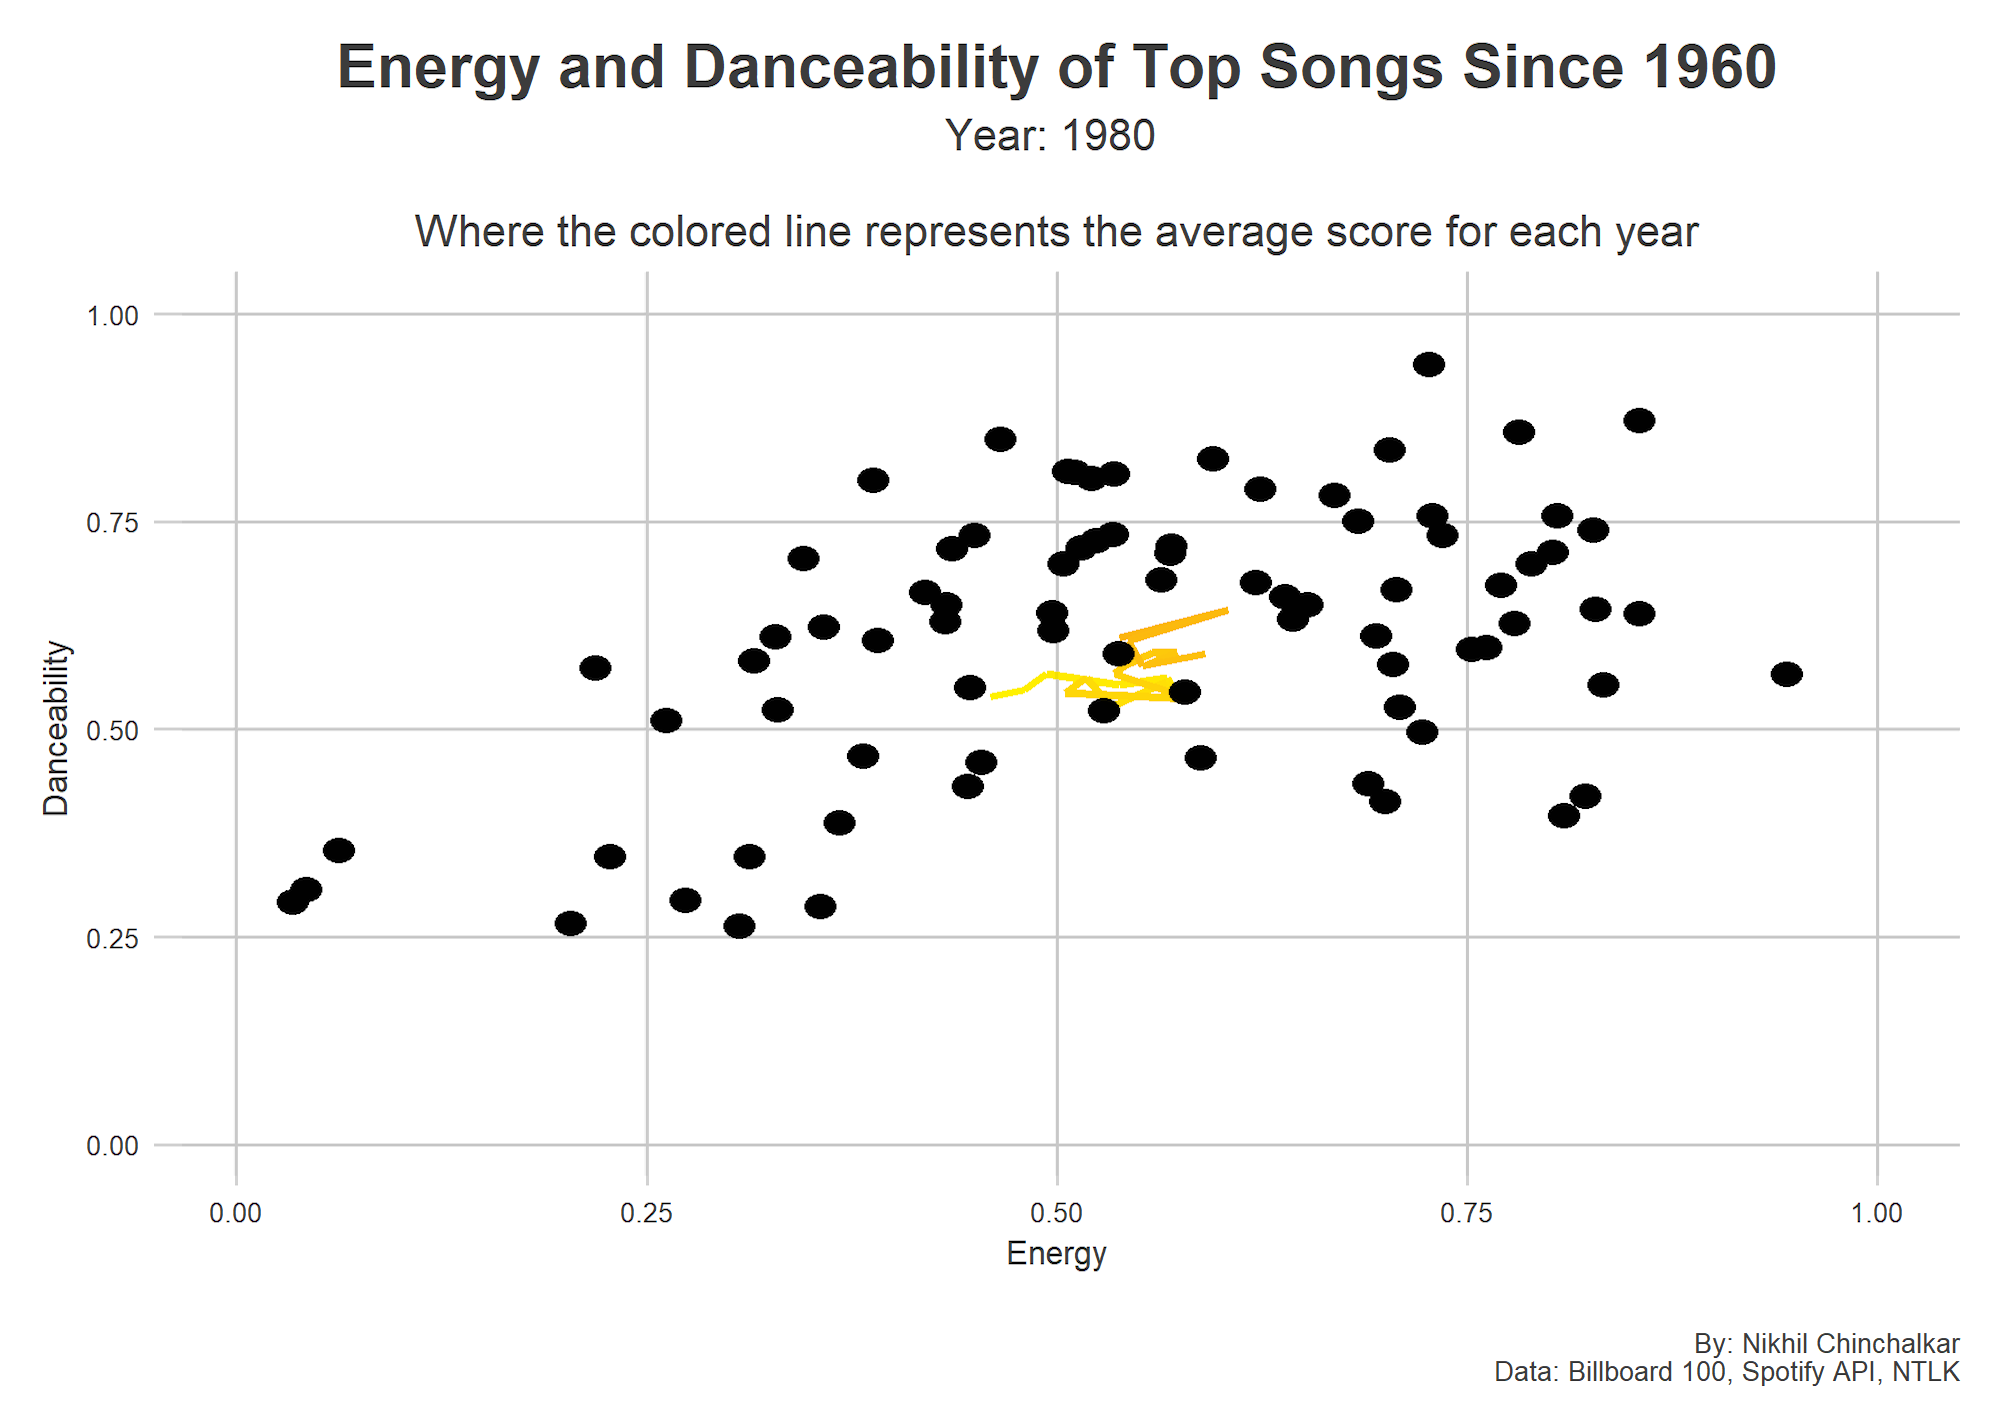 Energy and Danceability of Top Songs Since 1960
Year: 1980
Where the colored line represents the average score for each year
1.00
0.75
0.50
0.25
0.00
Danceability
0.00 0.25 0.50 0.75 1.00
Energy
By: Nikhil Chinchalkar
Data: Billboard 100, Spotify API, NTLK